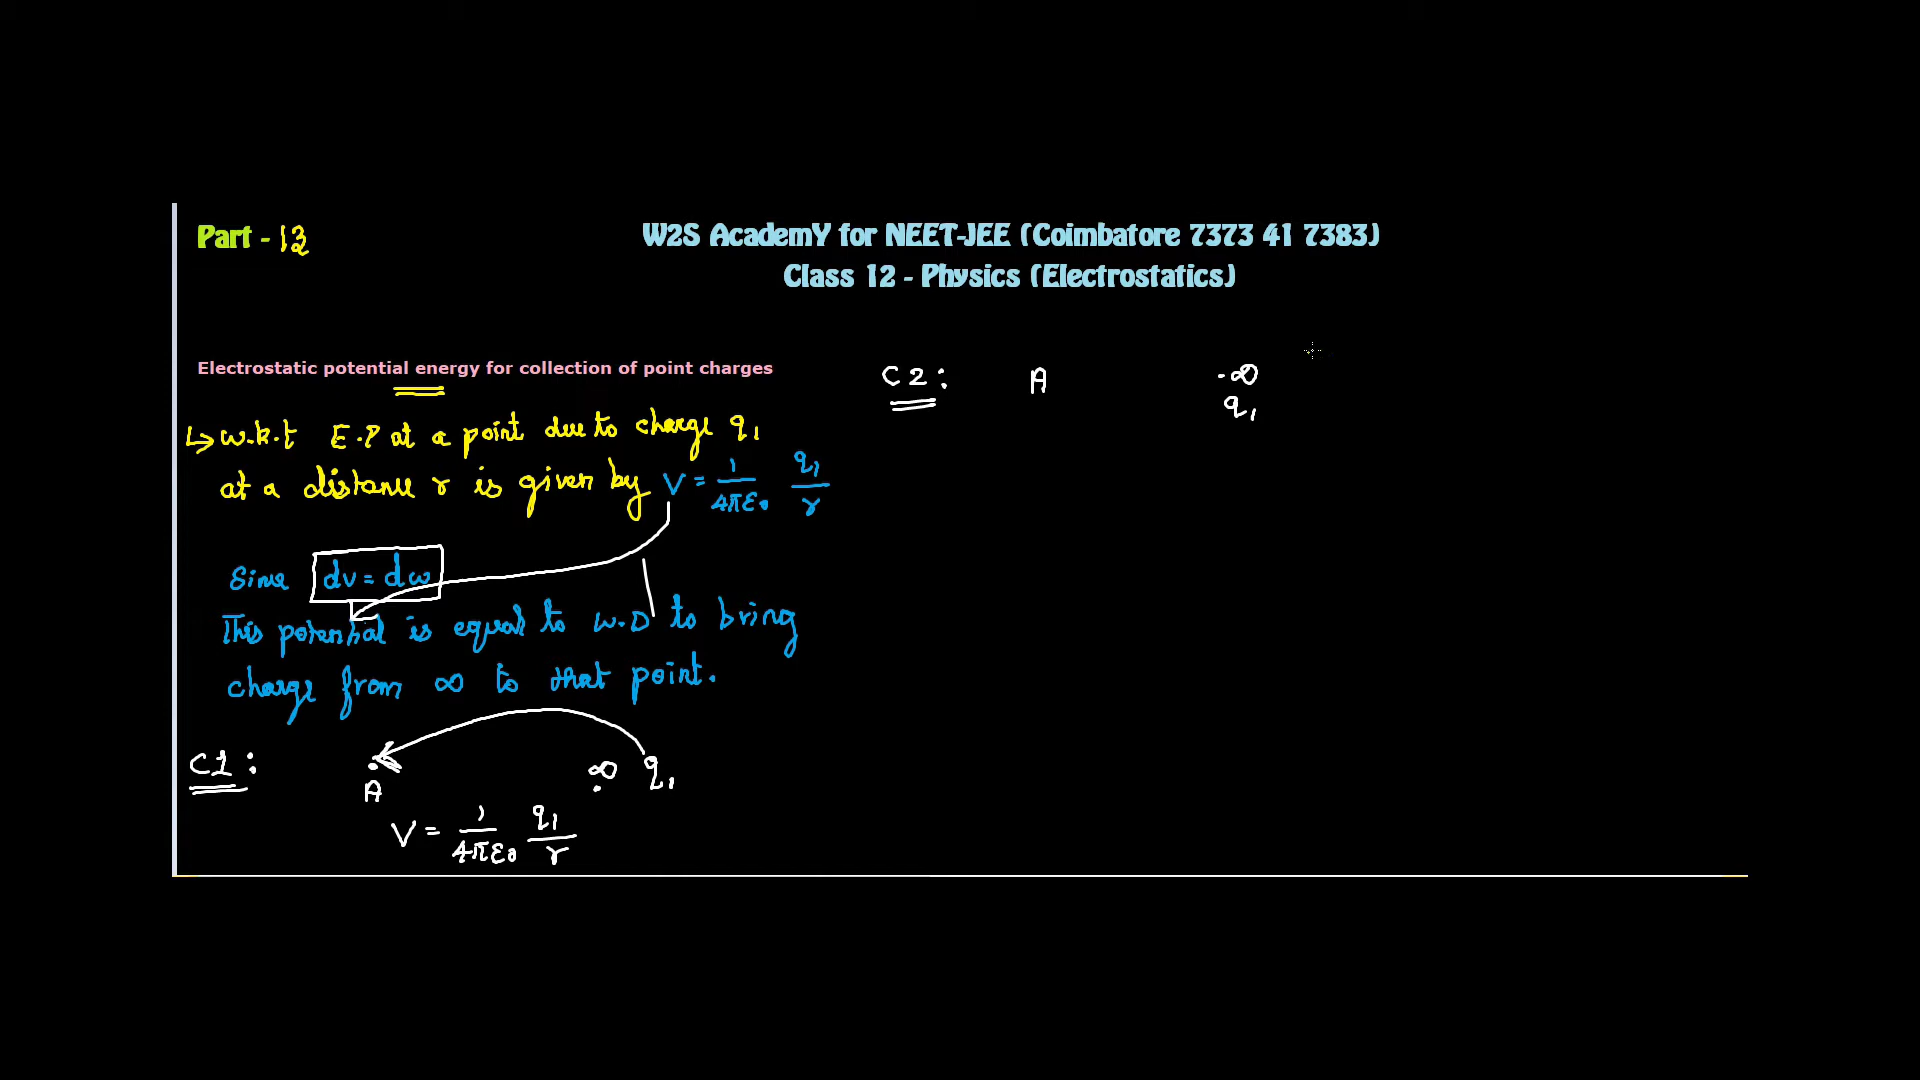 Part - 13
W2S AcademY for NEET-JEE (Coimbatore 7373 41 7383)
Class 12 - Physics (Electrostatics)
Electrostatic potential energy for collection of point charges
↳ w.k.t E.P at a point due to charge q₁
at a distance r is given by V = 1/4πε₀ q₁/r
Since dv = dw
This potential is equal to W.D to bring
charge from ∞ to that point.
C1 :
A ∞ q₁
V = 1/4πε₀ q₁/r
C2 : A ∞
q₁